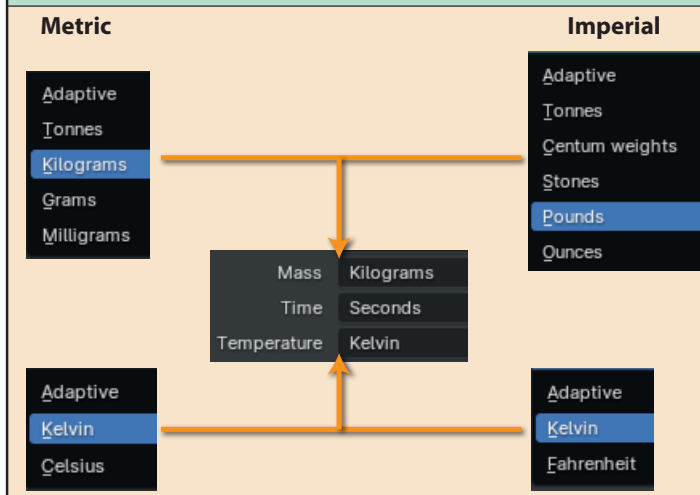 Metric
Imperial
Adaptive
Tonnes
Kilograms
Grams
Milligrams
Adaptive
Tonnes
Centum weights
Stones
Pounds
Ounces
Mass Kilograms
Time Seconds
Temperature Kelvin
Adaptive
Kelvin
Celsius
Adaptive
Kelvin
Fahrenheit